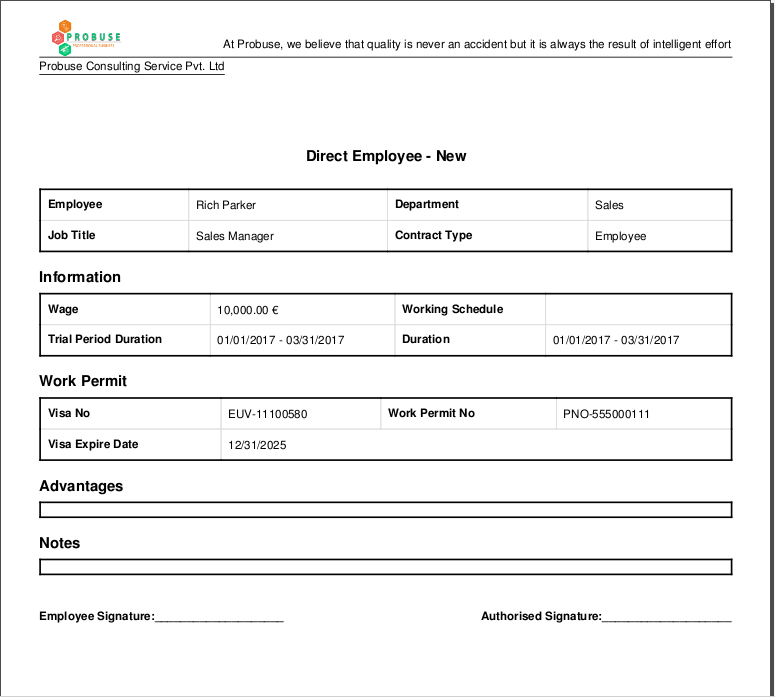 PROBUSE
At Probuse, we believe that quality is never an accident but it is always the result of intelligent effort
Probuse Consulting Service Pvt. Ltd
Direct Employee - New
Employee Rich Parker Department Sales
Job Title Sales Manager Contract Type Employee
Information
Wage 10,000.00 € Working Schedule
Trial Period Duration 01/01/2017 - 03/31/2017 Duration 01/01/2017 - 03/31/2017
Work Permit
Visa No EUV-11100580 Work Permit No PNO-555000111
Visa Expire Date 12/31/2025
Advantages
Notes
Employee Signature:____________________ Authorised Signature:____________________